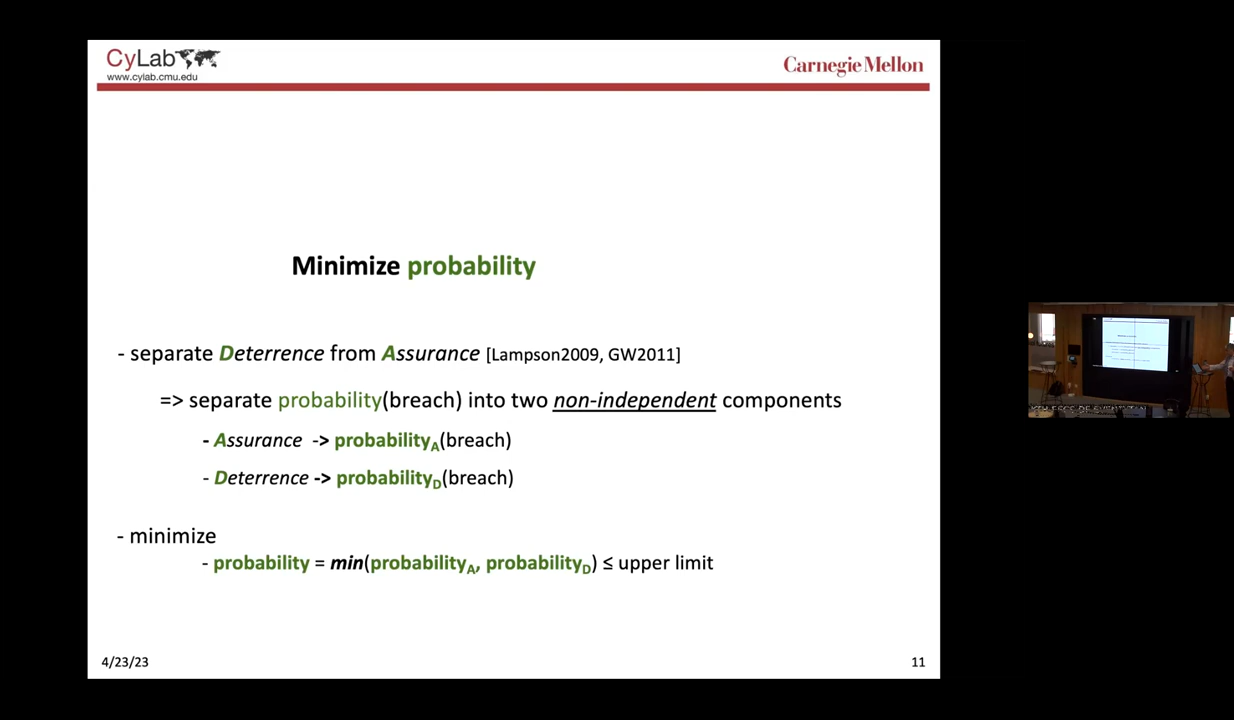 CyLab
www.cylab.cmu.edu
Carnegie Mellon
Minimize probability
- separate Deterrence from Assurance [Lampson2009, GW2011]
=> separate probability(breach) into two non-independent components
- Assurance -> probabilityA(breach)
- Deterrence -> probabilityD(breach)
- minimize
- probability = min(probabilityA, probabilityD) ≤ upper limit
4/23/23
11